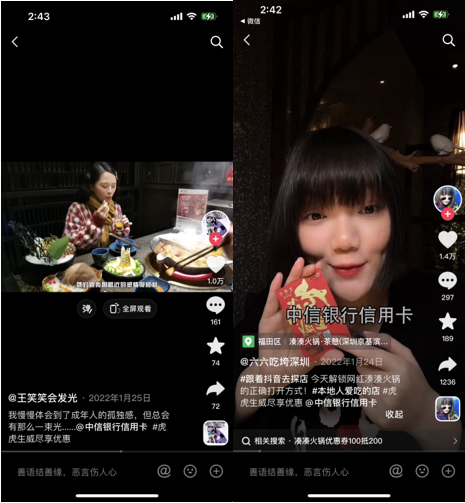 2:43
我慢慢体会到了成年人的孤独感,但总会
有那么一束光......@中信银行信用卡 #虎
虎生威尽享优惠
@王笑笑会发光 · 2022年1月25日
全屏观看
1.0万
161
74
72
善语结善缘,恶言伤人心
2:42
微信
中信银行信用卡
福田区
湊湊火锅·茶憩(深圳京基滨...
@六六吃垮深圳 · 2022年1月24日
#跟着抖音去探店 今天解锁网红湊湊火锅
的正确打开方式!#本地人爱吃的店 #虎
虎生威尽享优惠 @中信银行信用卡
收起
相关搜索 · 湊湊火锅优惠券100抵200
1.4万
297
189
1236
善语结善缘,恶言伤人心